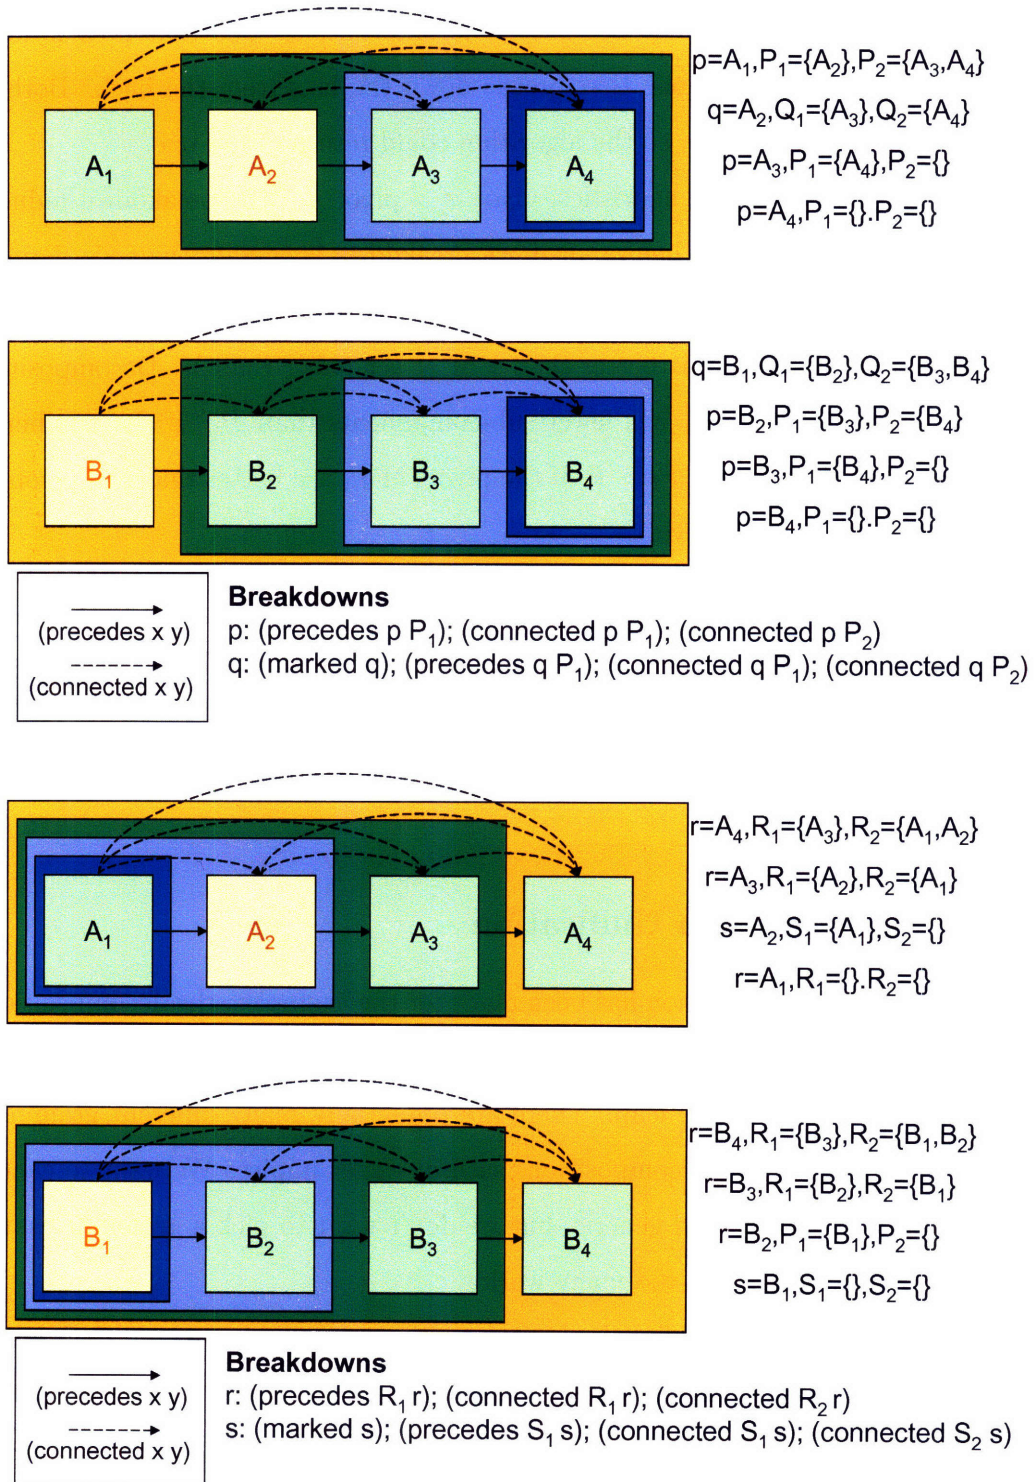 A₁ A₂ A₃ A₄
p=A₁,P₁={A₂},P₂={A₃,A₄}
q=A₂,Q₁={A₃},Q₂={A₄}
p=A₃,P₁={A₄},P₂={}
p=A₄,P₁={}.P₂={}
B₁ B₂ B₃ B₄
q=B₁,Q₁={B₂},Q₂={B₃,B₄}
p=B₂,P₁={B₃},P₂={B₄}
p=B₃,P₁={B₄},P₂={}
p=B₄,P₁={}.P₂={}
(precedes x y)
(connected x y)
Breakdowns
p: (precedes p P₁); (connected p P₁); (connected p P₂)
q: (marked q); (precedes q P₁); (connected q P₁); (connected q P₂)
A₁ A₂ A₃ A₄
r=A₄,R₁={A₃},R₂={A₁,A₂}
r=A₃,R₁={A₂},R₂={A₁}
s=A₂,S₁={A₁},S₂={}
r=A₁,R₁={}.R₂={}
B₁ B₂ B₃ B₄
r=B₄,R₁={B₃},R₂={B₁,B₂}
r=B₃,R₁={B₂},R₂={B₁}
r=B₂,P₁={B₁},P₂={}
s=B₁,S₁={},S₂={}
(precedes x y)
(connected x y)
Breakdowns
r: (precedes R₁ r); (connected R₁ r); (connected R₂ r)
s: (marked s); (precedes S₁ s); (connected S₁ s); (connected S₂ s)